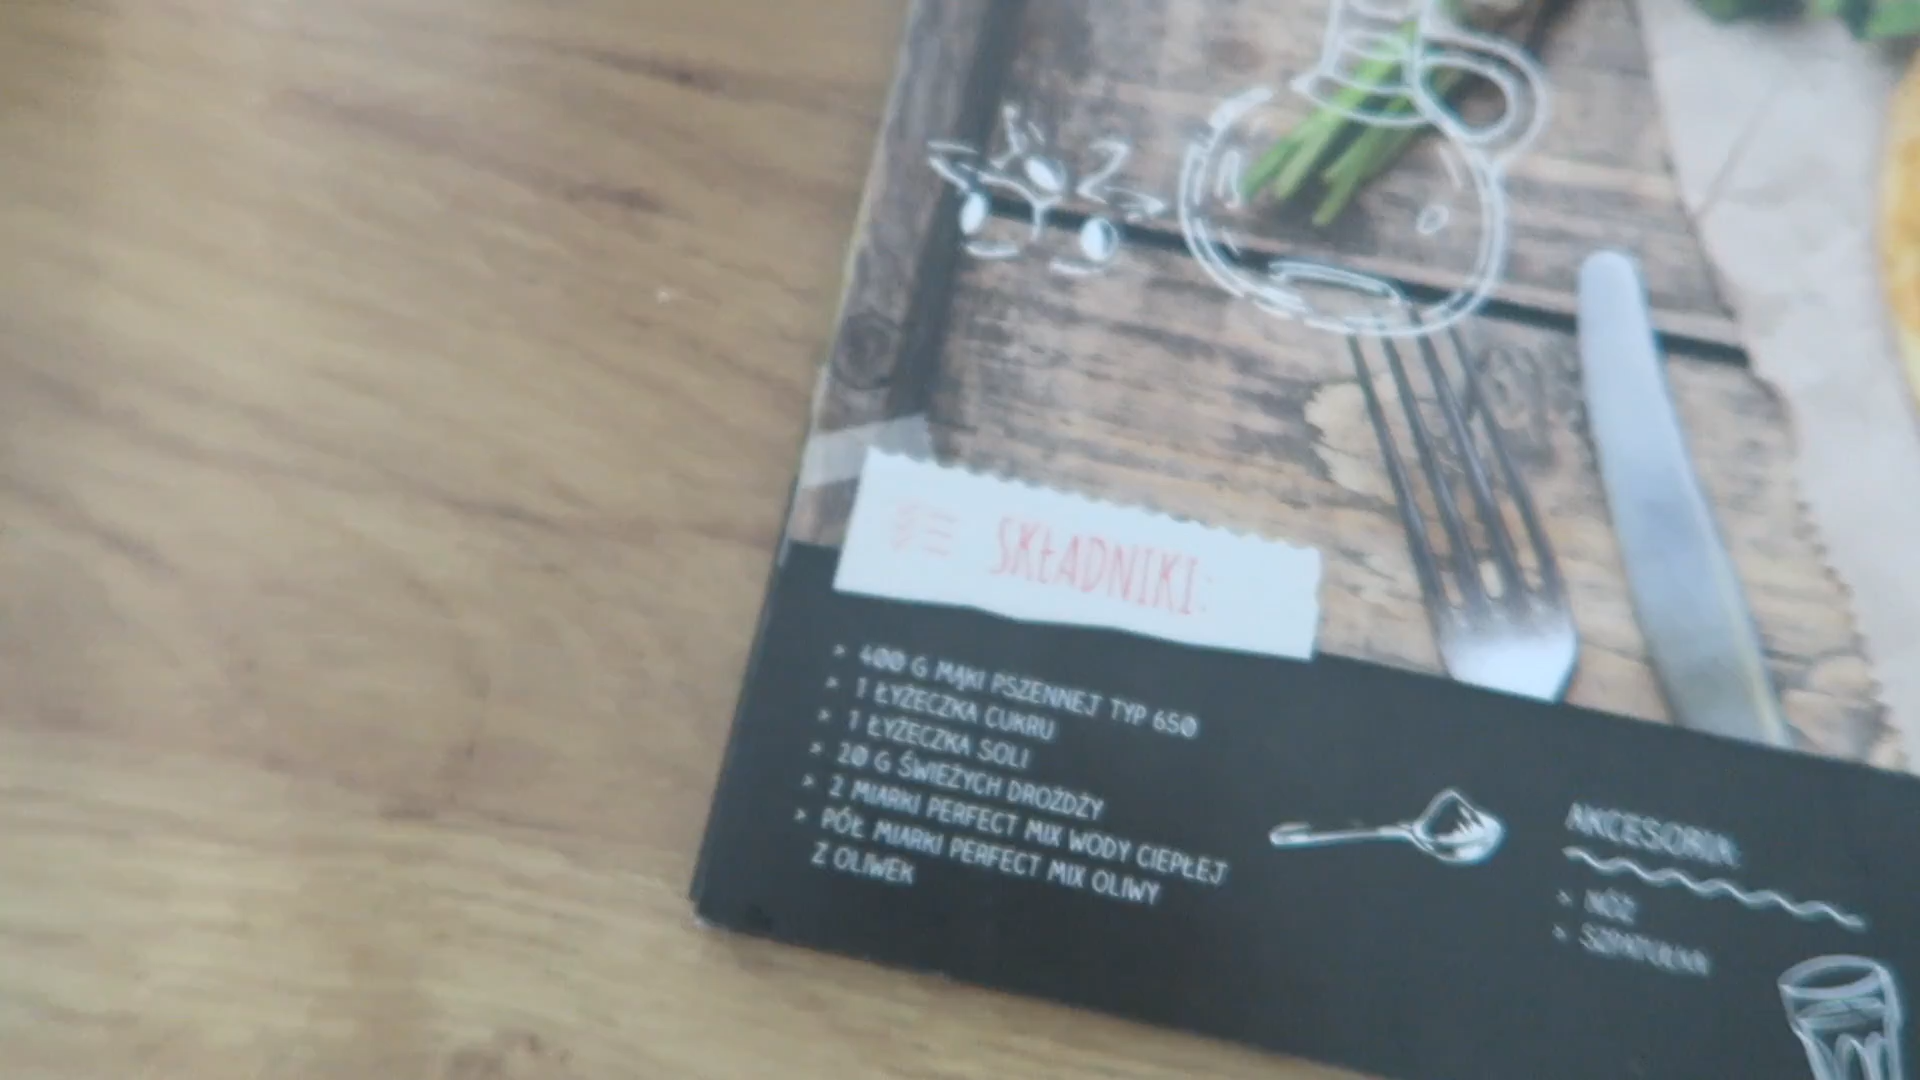 SKŁADNIKI:
> 400 G MĄKI PSZENNEJ TYP 650
> 1 ŁYŻECZKA CUKRU
> 1 ŁYŻECZKA SOLI
> 20 G ŚWIEŻYCH DROŻDŻY
> 2 MIARKI PERFECT MIX WODY CIEPŁEJ
> PÓŁ MIARKI PERFECT MIX OLIWY
Z OLIWEK
AKCESORIA:
> NÓŻ
> SZPATUŁKA